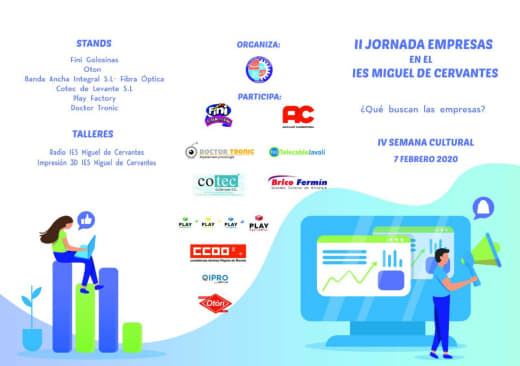 STANDS
Fini Golosinas
Oton
Banda Ancha Integral S.L- Fibra Óptica
Cotec de Levante S.L
Play Factory
Doctor Tronic
TALLERES
Radio IES Miguel de Cervantes
Impresión 3D IES Miguel de Cervantes
ORGANIZA:
PARTICIPA:
Fini
AC
DOCTOR TRONIC
TelecableJavalí
cotec
Brico Fermín
PLAY PLAY PLAY PLAY
CCOO
QIPRO
Otón
II JORNADA EMPRESAS
EN EL
IES MIGUEL DE CERVANTES
¿Qué buscan las empresas?
IV SEMANA CULTURAL
7 FEBRERO 2020